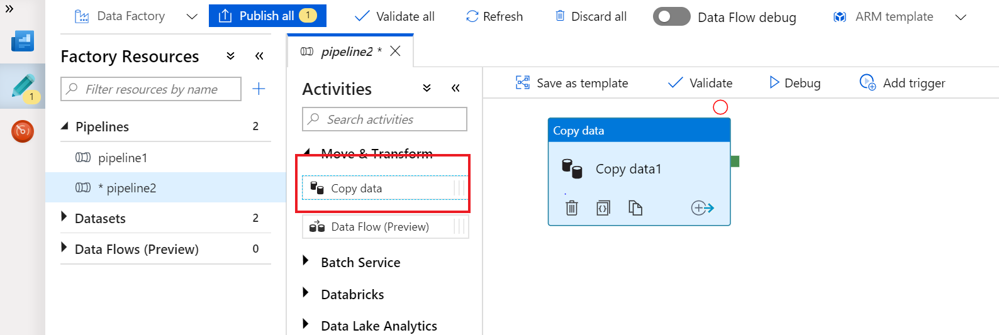 Data Factory
Publish all 1
Validate all
Refresh
Discard all
Data Flow debug
ARM template
Factory Resources
Filter resources by name
1
Pipelines 2
pipeline1
* pipeline2
Datasets 2
Data Flows (Preview) 0
pipeline2 *
Activities
Search activities
Move & Transform
Copy data
Data Flow (Preview)
Batch Service
Databricks
Data Lake Analytics
Save as template
Validate
Debug
Add trigger
Copy data
Copy data1